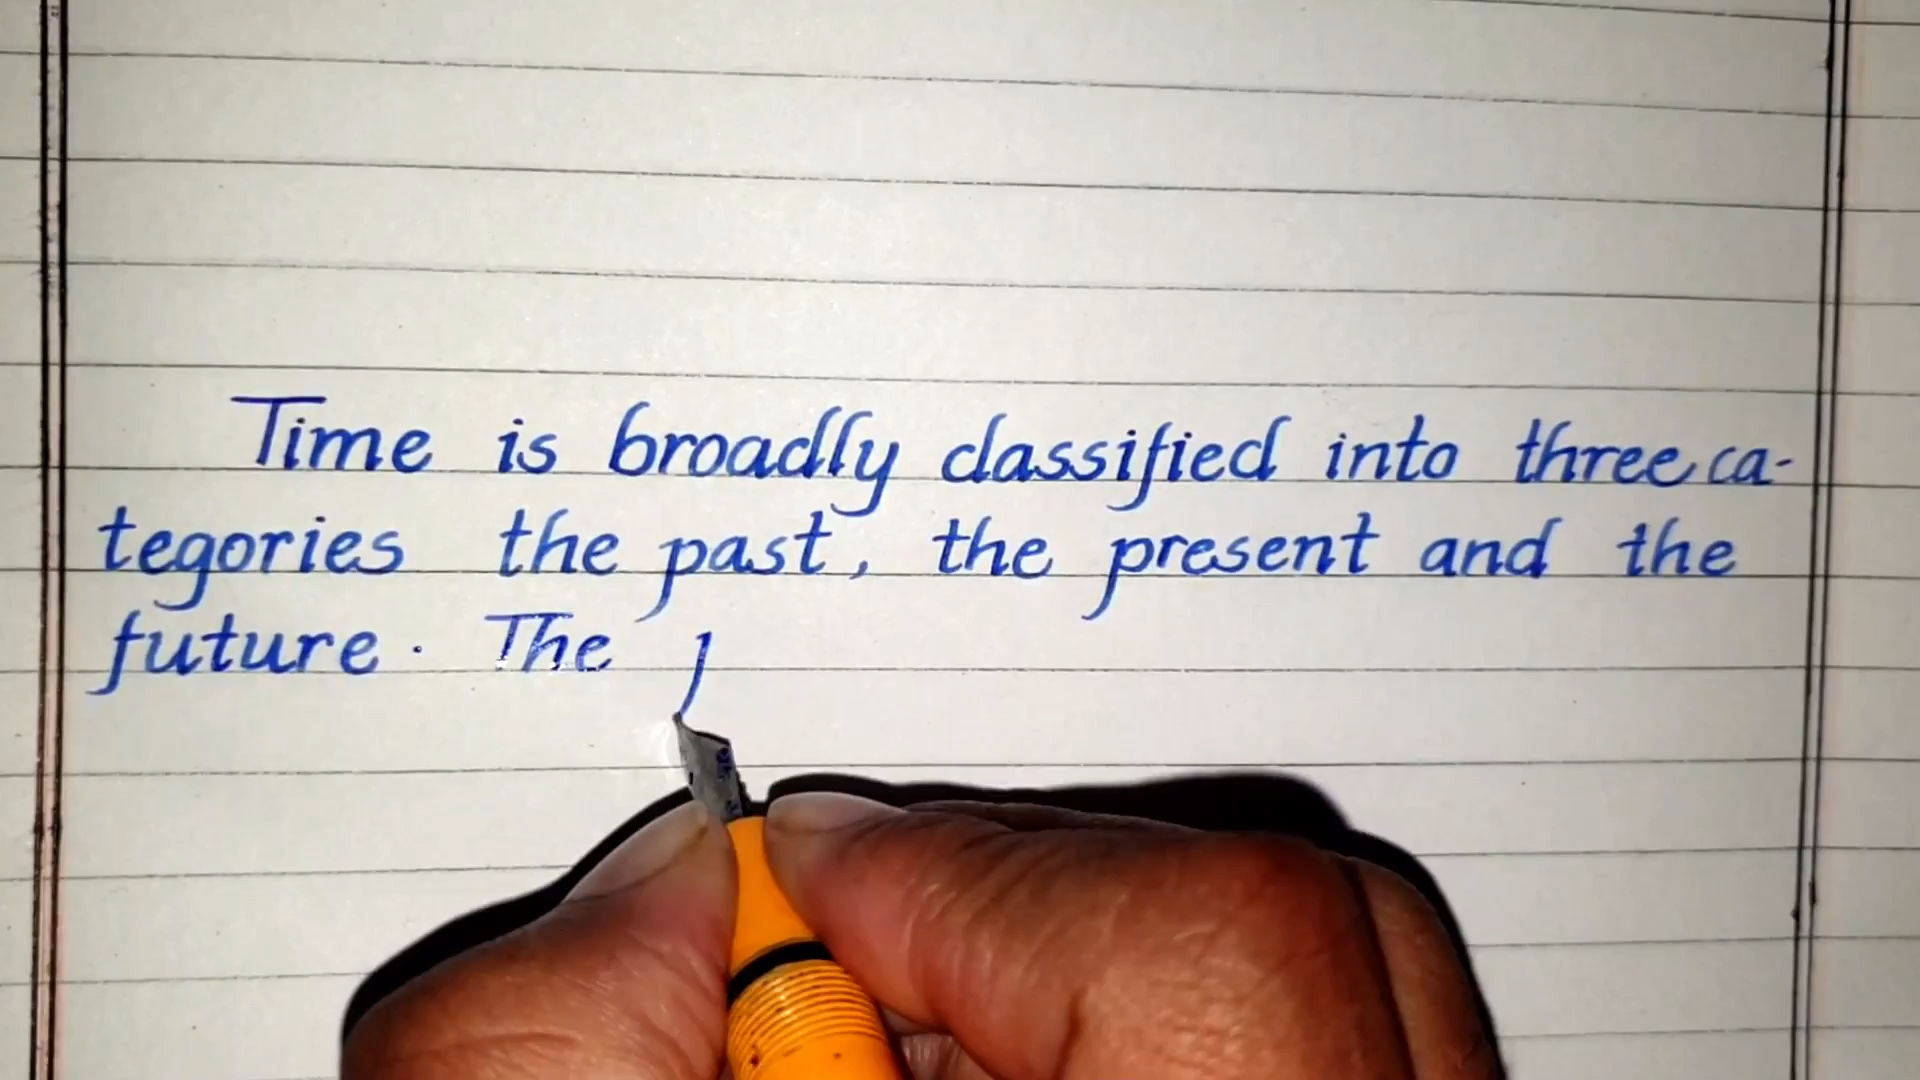 Time is broadly classified into three ca-
tegories the past, the present and the
future. The